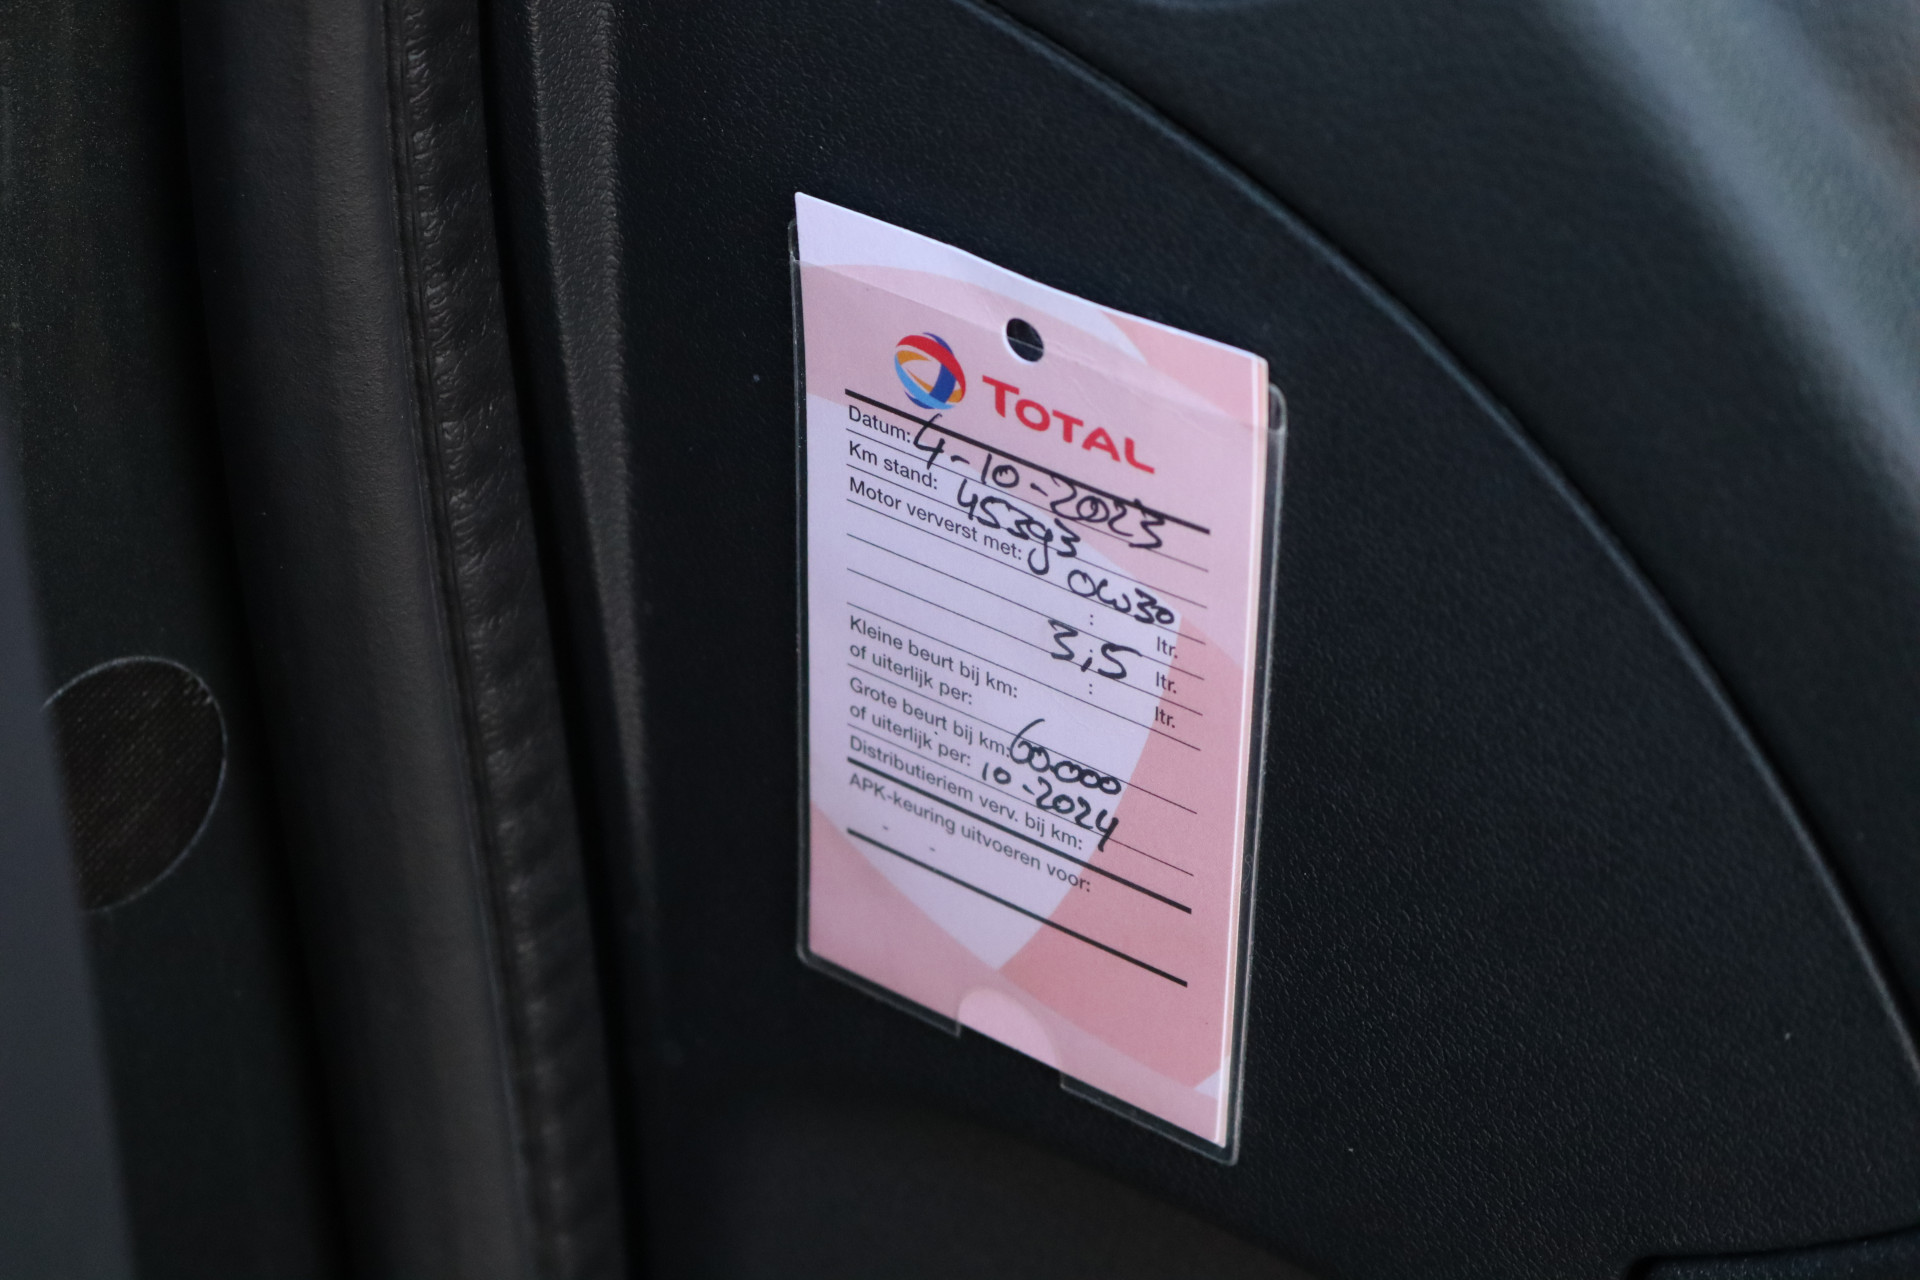 TOTAL
Datum: 4-10-2023
Km stand: 45393
Motor ververst met: 0W30
: ltr.
3,5 : ltr.
: ltr.
Kleine beurt bij km:
of uiterlijk per:
Grote beurt bij km: 60.000
of uiterlijk per: 10-2024
Distributieriem verv. bij km:
APK-keuring uitvoeren voor: